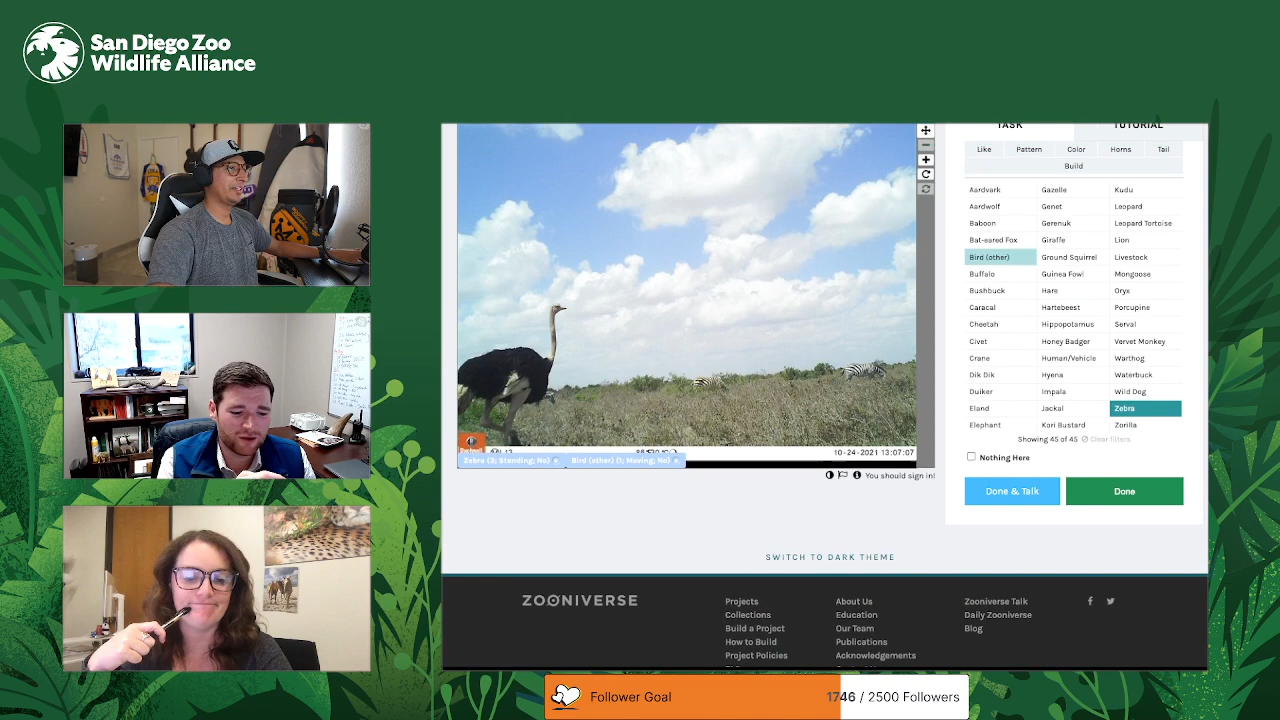 San Diego Zoo
Wildlife Alliance
TASK
TUTORIAL
Like
Pattern
Color
Horns
Tail
Build
Aardvark
Gazelle
Kudu
Aardwolf
Genet
Leopard
Baboon
Gerenuk
Leopard Tortoise
Bat-eared Fox
Giraffe
Lion
Bird (other)
Ground Squirrel
Livestock
Buffalo
Guinea Fowl
Mongoose
Bushbuck
Hare
Oryx
Caracal
Hartebeest
Porcupine
Cheetah
Hippopotamus
Serval
Civet
Honey Badger
Vervet Monkey
Crane
Human/Vehicle
Warthog
Dik Dik
Hyena
Waterbuck
Duiker
Impala
Wild Dog
Eland
Jackal
Zebra
Elephant
Kori Bustard
Zorilla
Showing 45 of 45
Clear filters
Nothing Here
Done & Talk
Done
10-24-2021 13:07:07
Bird (other) (1; Moving; No)
You should sign in!
SWITCH TO DARK THEME
ZOONIVERSE
Projects
About Us
Zooniverse Talk
Collections
Education
Daily Zooniverse
Build a Project
Our Team
Blog
How to Build
Publications
Project Policies
Acknowledgements
Follower Goal
1746 / 2500 Followers